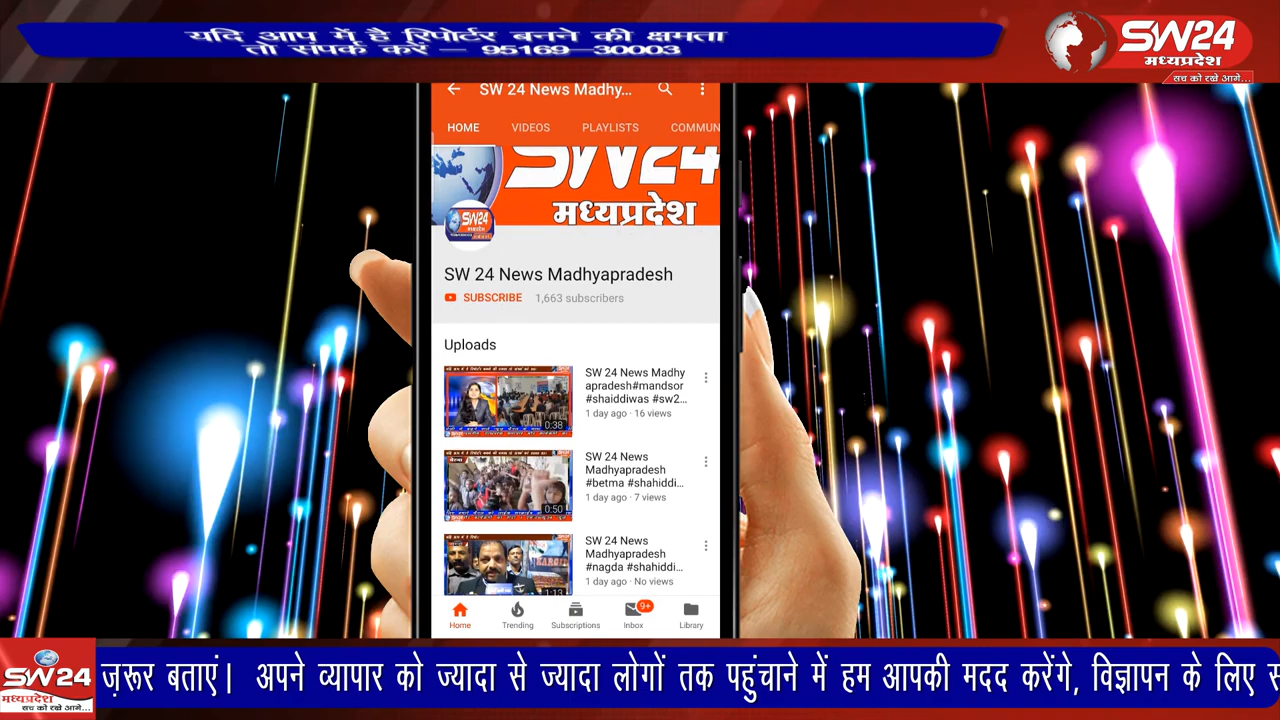 यदि आप में है रिपोर्टर बनने की क्षमता
तो संपर्क करें – 95169–30003
SW24
मध्यप्रदेश
सच को रखे आगे...
SW 24 News Madhy...
HOME VIDEOS PLAYLISTS COMMUN
SW24
मध्यप्रदेश
SW24
SW 24 News Madhyapradesh
SUBSCRIBE 1,663 subscribers
Uploads
SW 24 News Madhy
apradesh#mandsor
#shaiddiwas #sw2...
1 day ago · 16 views
0:38
SW 24 News
Madhyapradesh
#betma #shahiddi...
1 day ago · 7 views
0:50
SW 24 News
Madhyapradesh
#nagda #shahiddi...
1 day ago · No views
1:13
9+
Home Trending Subscriptions Inbox Library
SW24
मध्यप्रदेश
सच को रखे आगे...
ज़रूर बताएं। अपने व्यापार को ज्यादा से ज्यादा लोगों तक पहुंचाने में हम आपकी मदद करेंगे, विज्ञापन के लिए